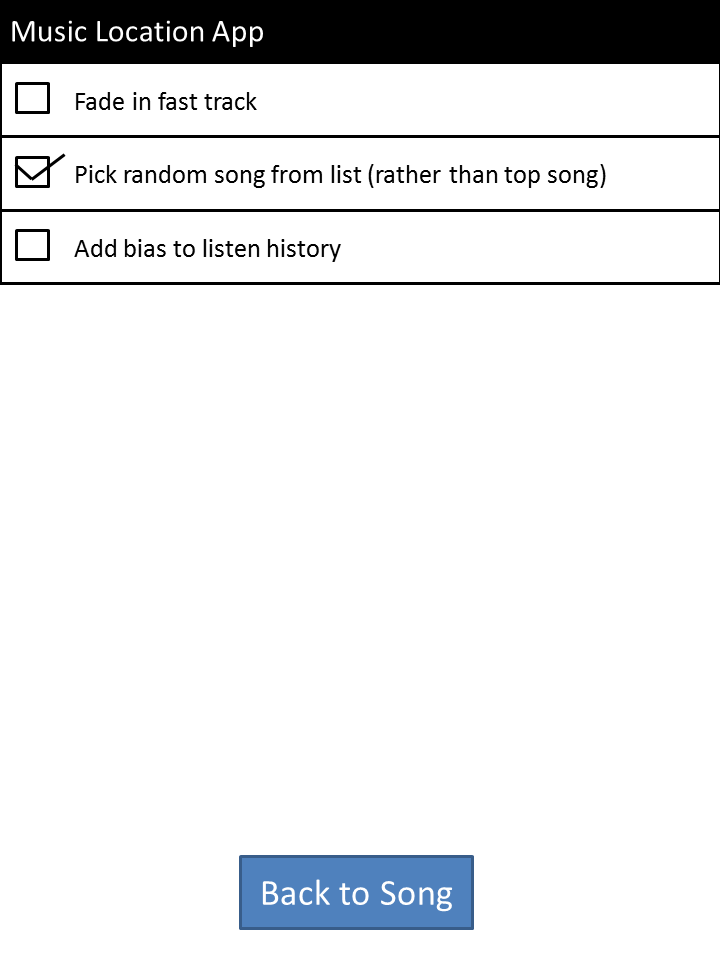 Music Location App
Fade in fast track
Pick random song from list (rather than top song)
Add bias to listen history
Back to Song